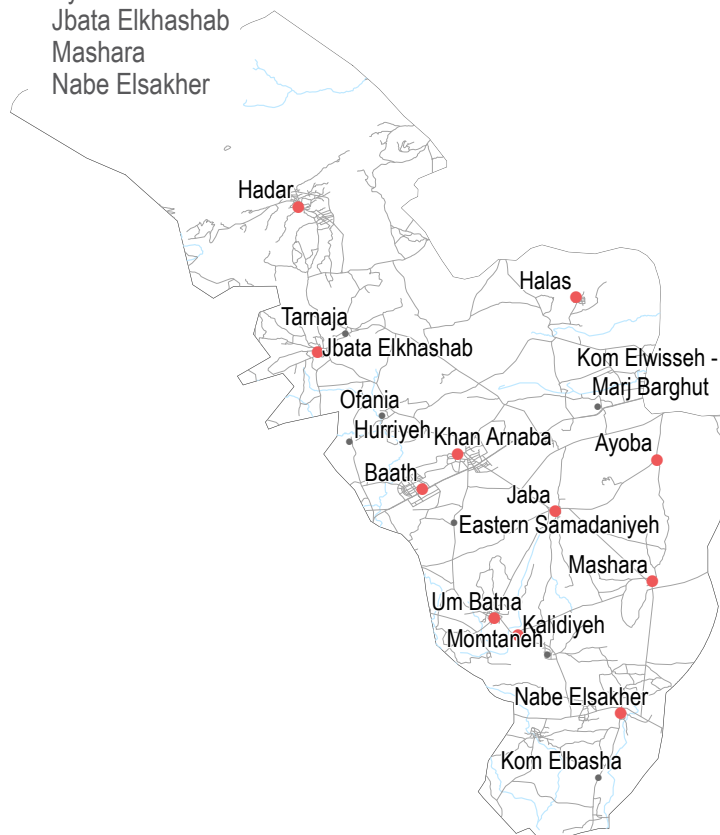 Jbata Elkhashab
Mashara
Nabe Elsakher
Hadar
Halas
Tarnaja
Jbata Elkhashab
Kom Elwisseh -
Marj Barghut
Ofania
Hurriyeh
Khan Arnaba
Ayoba
Baath
Jaba
Eastern Samadaniyeh
Mashara
Um Batna
Kalidiyeh
Momtaneh
Nabe Elsakher
Kom Elbasha